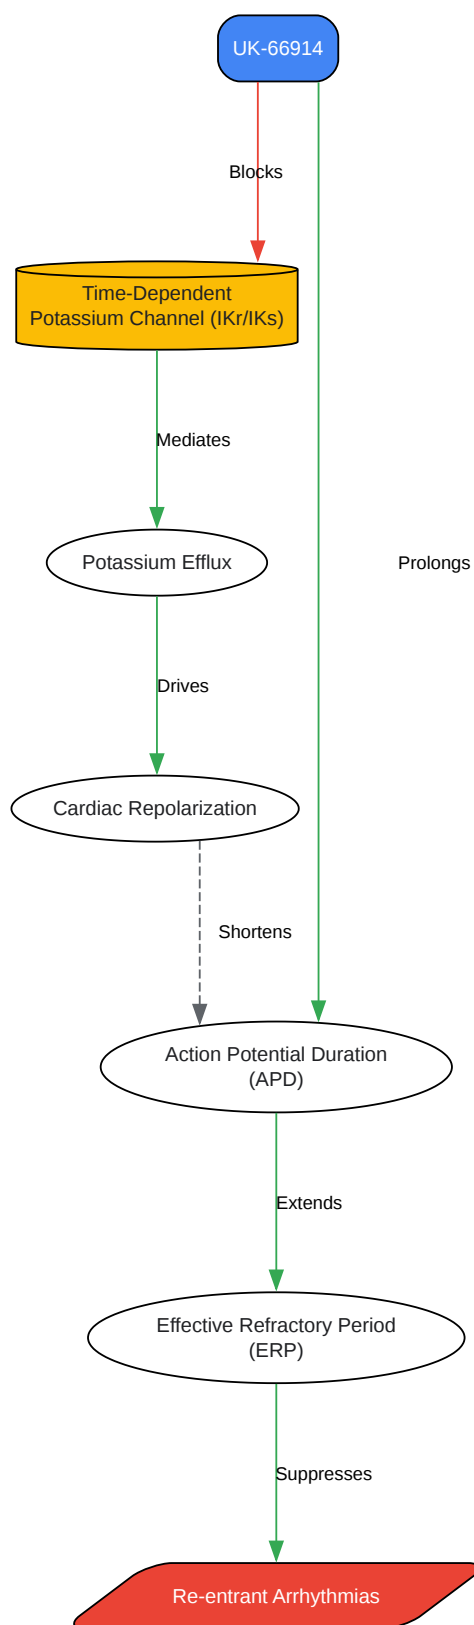 UK-66914
Blocks
Time-Dependent
Potassium Channel (IKr/IKs)
Mediates
Potassium Efflux
Prolongs
Drives
Cardiac Repolarization
Shortens
Action Potential Duration
(APD)
Extends
Effective Refractory Period
(ERP)
Suppresses
Re-entrant Arrhythmias